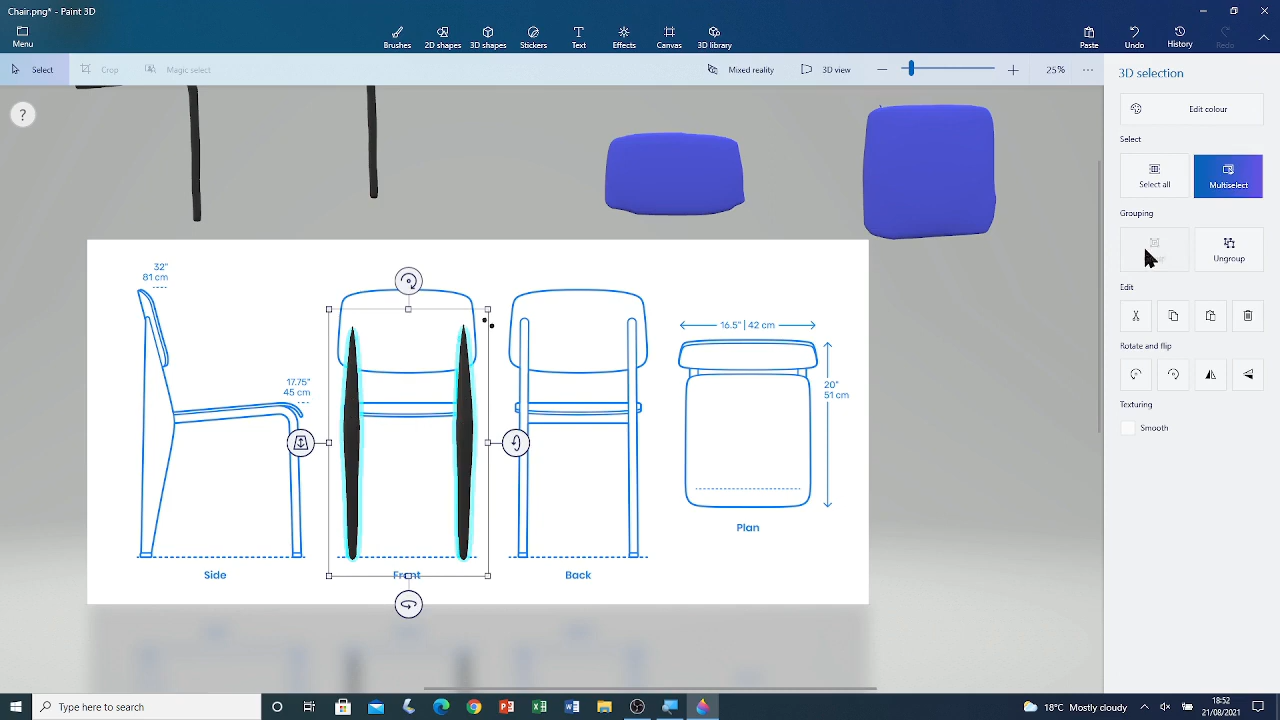 Chair.png* - Paint 3D
Menu
Brushes
2D shapes
3D shapes
Stickers
Text
Effects
Canvas
3D library
Paste
Undo
History
Redo
Select
Crop
Magic select
Mixed reality
3D view
25%
?
3D selection
Edit colour
Select
Select all
Multiselect
Grouping
Ungroup
Edit
Rotate and flip
Texturing
Smooth
32"
81 cm
17.75"
45 cm
16.5" | 42 cm
20"
51 cm
Side
Front
Back
Plan
Type here to search
18°C Mostly cloudy
18:52
21/08/2021